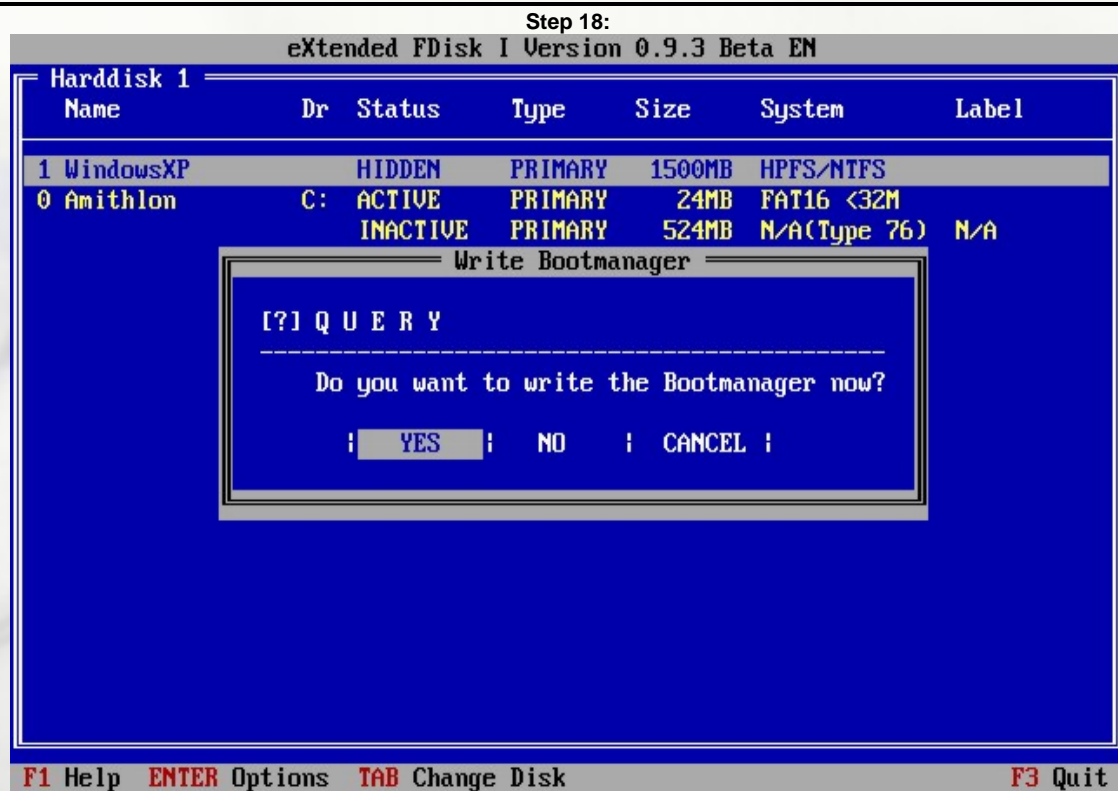 Step 18:
eXtended FDisk I Version 0.9.3 Beta EN
Harddisk 1
Name Dr Status Type Size System Label
1 WindowsXP HIDDEN PRIMARY 1500MB HPFS/NTFS
0 Amithlon C: ACTIVE PRIMARY 24MB FAT16 <32M
INACTIVE PRIMARY 524MB N/A(Type 76) N/A
Write Bootmanager
[?] Q U E R Y
Do you want to write the Bootmanager now?
¦ YES ¦ NO ¦ CANCEL ¦
F1 Help ENTER Options TAB Change Disk F3 Quit